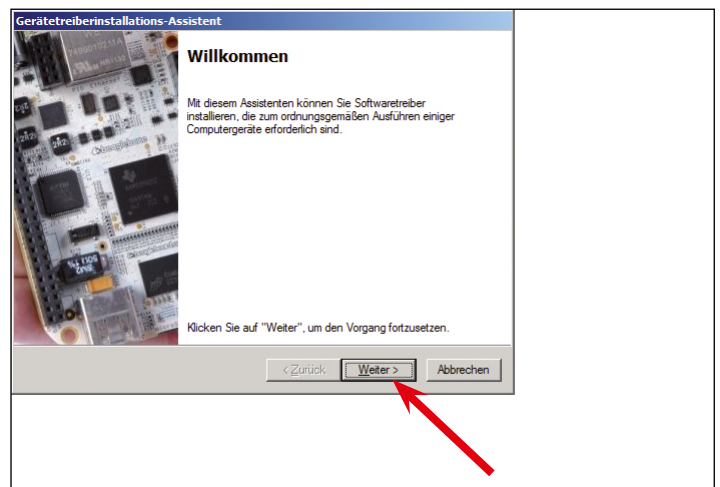 Gerätetreiberinstallations-Assistent
Willkommen
Mit diesem Assistenten können Sie Softwaretreiber
installieren, die zum ordnungsgemäßen Ausführen einiger
Computergeräte erforderlich sind.
Klicken Sie auf "Weiter", um den Vorgang fortzusetzen.
< Zurück
Weiter >
Abbrechen